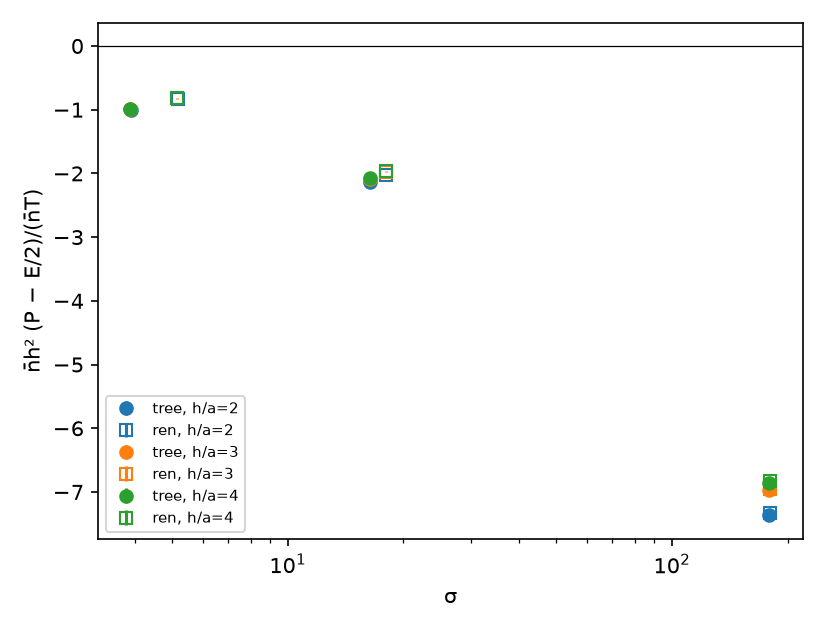 0
−1
−2
−3
−4
−5
−6
−7
n̄h² (P − E/2)/(n̄T)
tree, h/a=2
ren, h/a=2
tree, h/a=3
ren, h/a=3
tree, h/a=4
ren, h/a=4
10¹
10²
σ